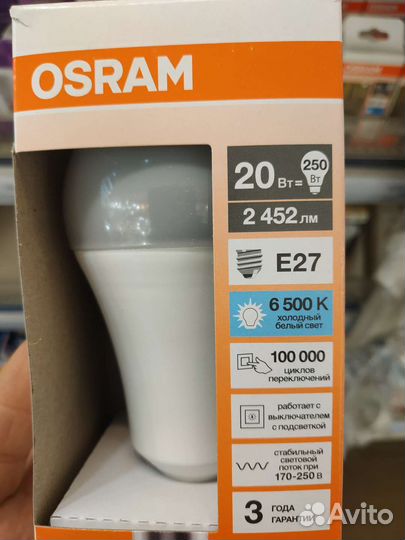 OSRAM
20 Вт= 250 Вт
2 452 лм
E27
6 500 K
холодный
белый свет
100 000
циклов
переключений
работает с
выключателем
с подсветкой
стабильный
световой
поток при
170-250 В
3 ГОДА
ГАРАНТИИ
Avito